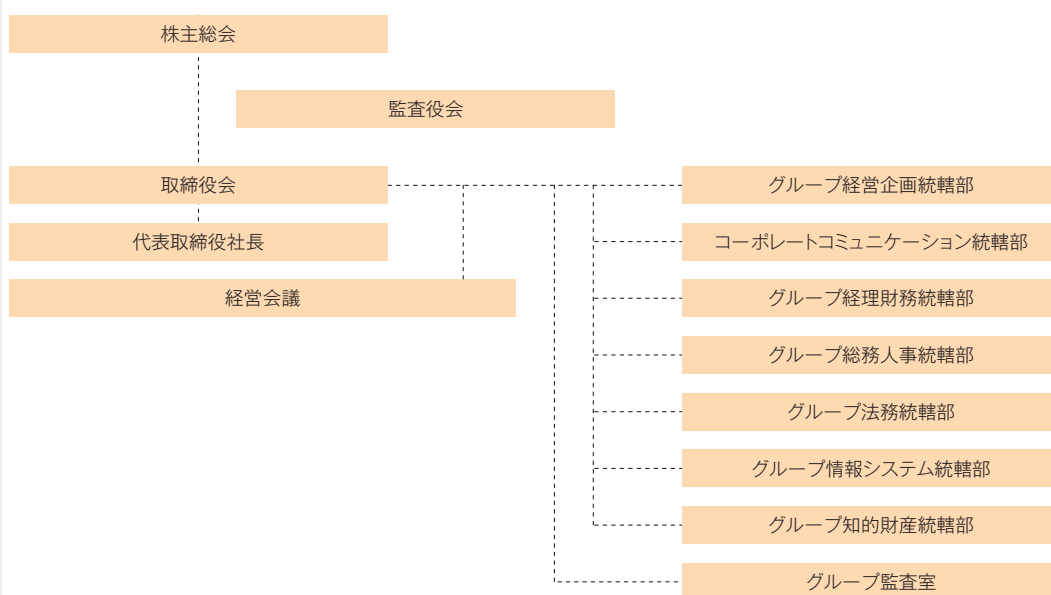 株主総会
監査役会
取締役会
代表取締役社長
経営会議
グループ経営企画統轄部
コーポレートコミュニケーション統轄部
グループ経理財務統轄部
グループ総務人事統轄部
グループ法務統轄部
グループ情報システム統轄部
グループ知的財産統轄部
グループ監査室